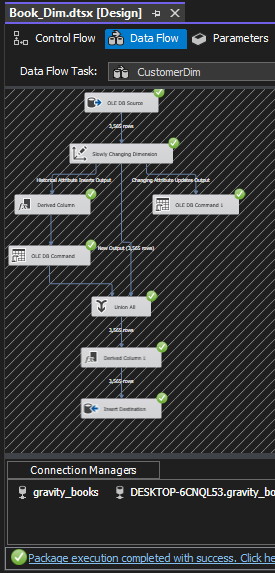 Book_Dim.dtsx [Design]
Control Flow
Data Flow
Parameters
Data Flow Task:
CustomerDim
OLE DB Source
3,565 rows
Slowly Changing Dimension
Historical Attribute Inserts Output
Changing Attribute Updates Output
Derived Column
OLE DB Command 1
New Output (3,565 rows)
OLE DB Command
Union All
3,565 rows
Derived Column 1
3,565 rows
Insert Destination
Connection Managers
gravity_books
DESKTOP-6CNQL53.gravity_bo
Package execution completed with success. Click he